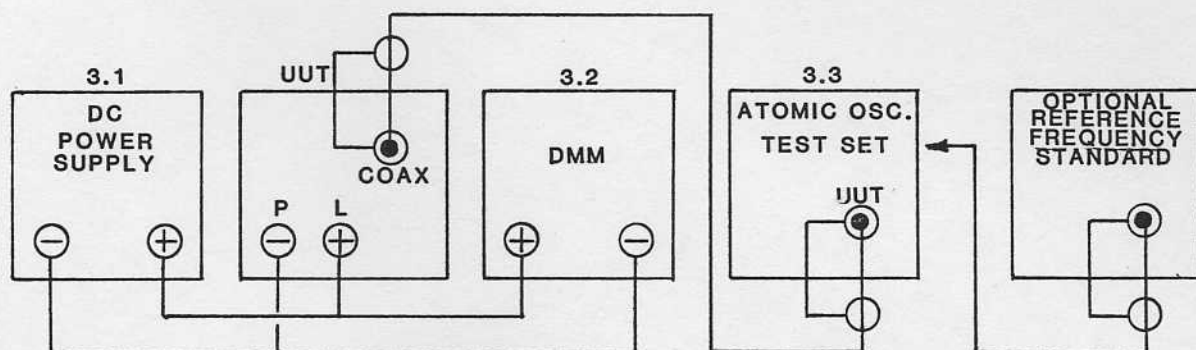 3.1
DC
POWER
SUPPLY
UUT
COAX
P L
3.2
DMM
3.3
ATOMIC OSC.
TEST SET
UUT
OPTIONAL
REFERENCE
FREQUENCY
STANDARD